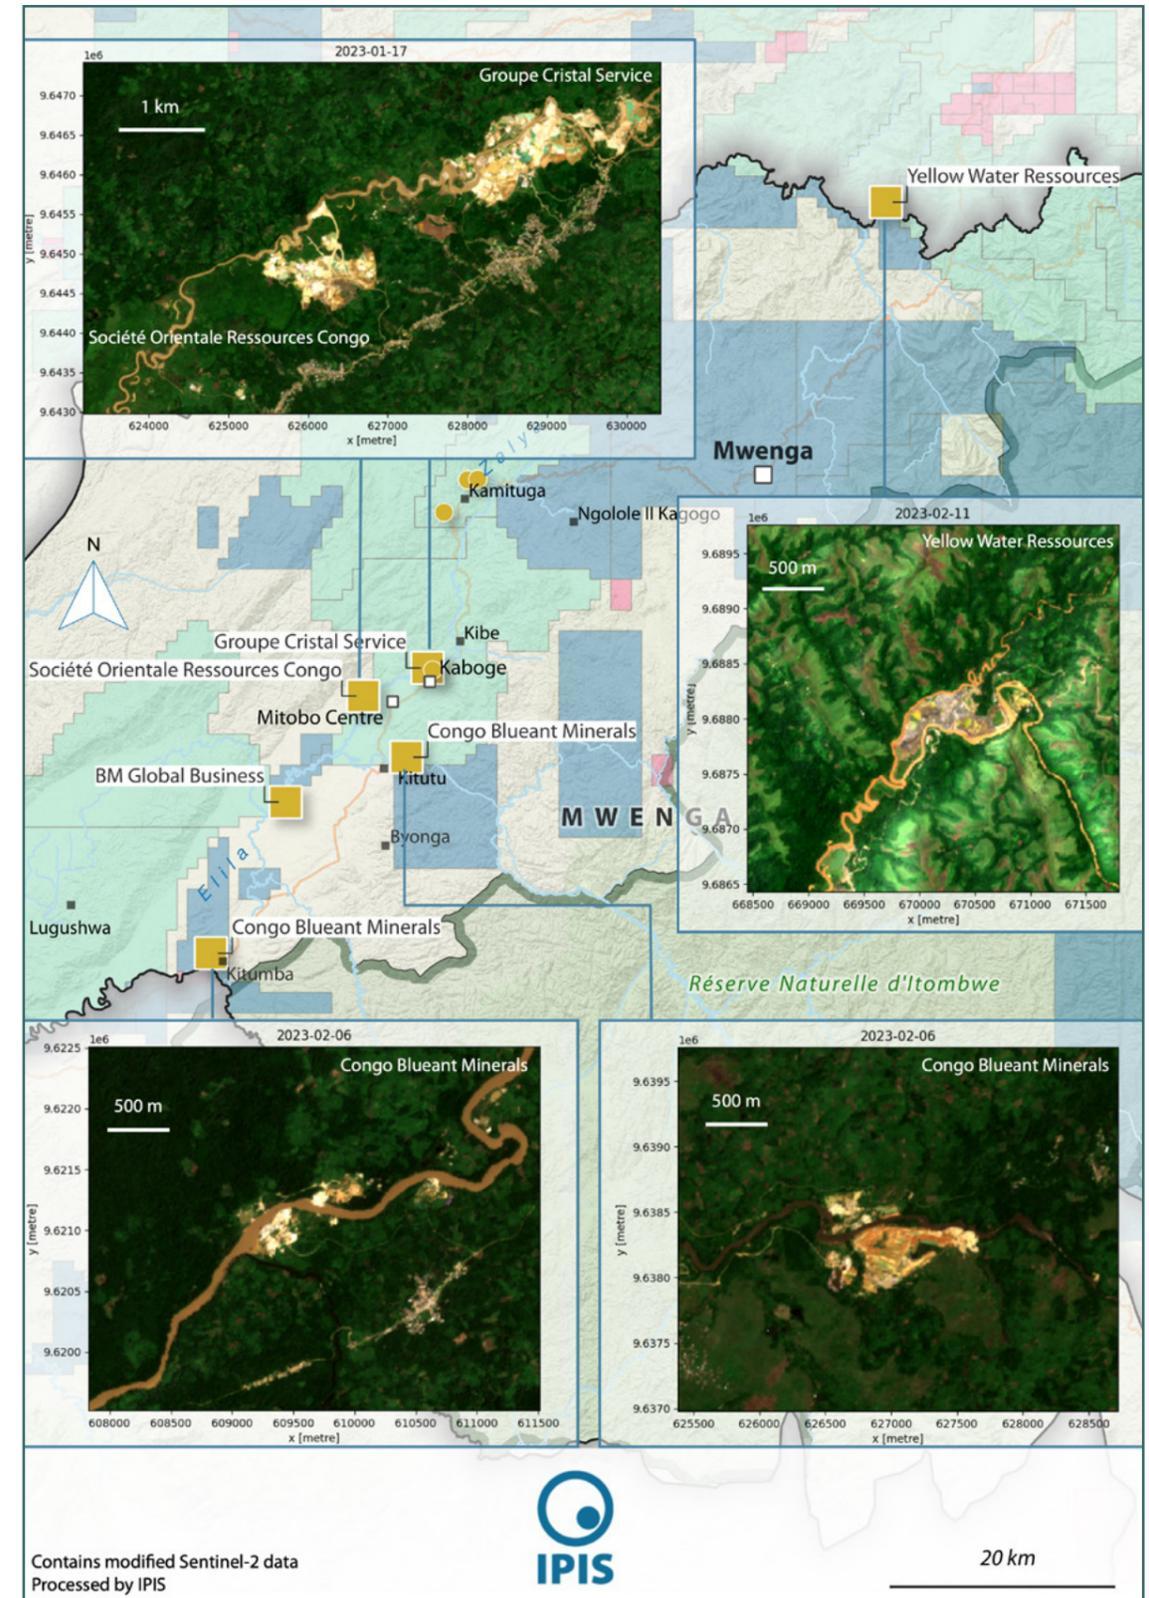 2023-01-17
1e6
Groupe Cristal Service
1 km
Société Orientale Ressources Congo
y [metre]
9.6470
9.6465
9.6460
9.6455
9.6450
9.6445
9.6440
9.6435
9.6430
624000 625000 626000 627000 628000 629000 630000
x [metre]
Yellow Water Ressources
Mwenga
Zalya
Kamituga
Ngolole II Kagogo
N
Kibe
Groupe Cristal Service
Société Orientale Ressources Congo
Kaboge
Mitobo Centre
Congo Blueant Minerals
BM Global Business
Kitutu
MWENGA
Byonga
Elila
Lugushwa
Congo Blueant Minerals
Kitumba
Réserve Naturelle d'Itombwe
2023-02-11
1e6
Yellow Water Ressources
500 m
y [metre]
9.6895
9.6890
9.6885
9.6880
9.6875
9.6870
9.6865
668500 669000 669500 670000 670500 671000 671500
x [metre]
2023-02-06
1e6
Congo Blueant Minerals
500 m
y [metre]
9.6225
9.6220
9.6215
9.6210
9.6205
9.6200
608000 608500 609000 609500 610000 610500 611000 611500
x [metre]
2023-02-06
1e6
Congo Blueant Minerals
500 m
y [metre]
9.6395
9.6390
9.6385
9.6380
9.6375
9.6370
625500 626000 626500 627000 627500 628000 628500
x [metre]
IPIS
Contains modified Sentinel-2 data
Processed by IPIS
20 km